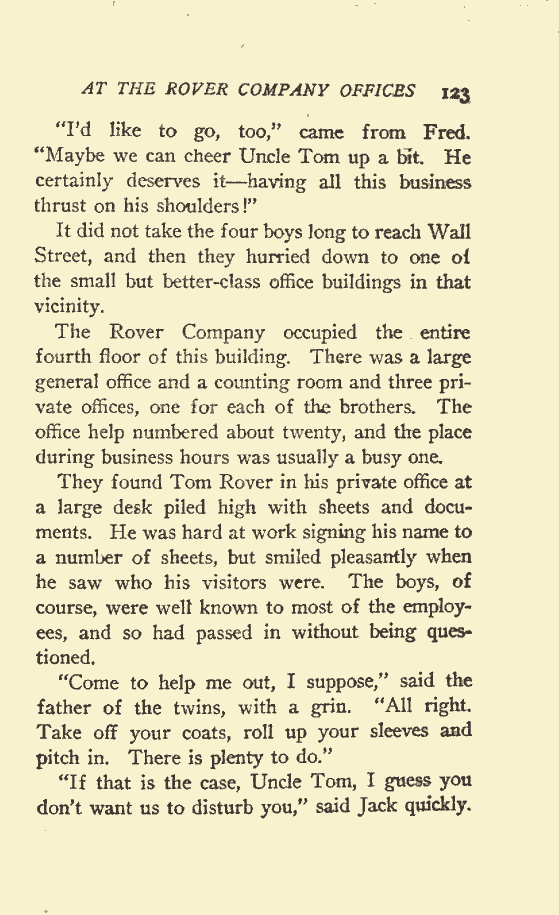 AT THE ROVER COMPANY OFFICES 123
"I'd like to go, too," came from Fred.
"Maybe we can cheer Uncle Tom up a bit. He
certainly deserves it—having all this business
thrust on his shoulders!"
It did not take the four boys long to reach Wall
Street, and then they hurried down to one of
the small but better-class office buildings in that
vicinity.
The Rover Company occupied the entire
fourth floor of this building. There was a large
general office and a counting room and three pri-
vate offices, one for each of the brothers. The
office help numbered about twenty, and the place
during business hours was usually a busy one.
They found Tom Rover in his private office at
a large desk piled high with sheets and docu-
ments. He was hard at work signing his name to
a number of sheets, but smiled pleasantly when
he saw who his visitors were. The boys, of
course, were well known to most of the employ-
ees, and so had passed in without being ques-
tioned.
"Come to help me out, I suppose," said the
father of the twins, with a grin. "All right.
Take off your coats, roll up your sleeves and
pitch in. There is plenty to do."
"If that is the case, Uncle Tom, I guess you
don't want us to disturb you," said Jack quickly.